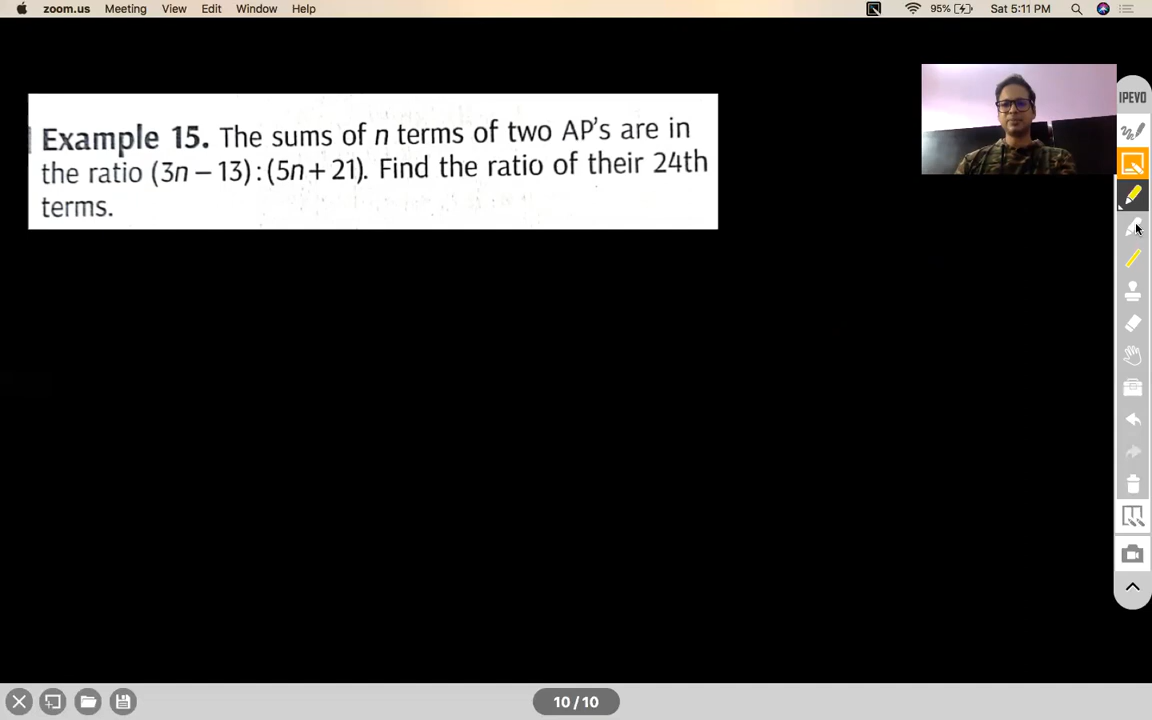 zoom.us Meeting View Edit Window Help 95% Sat 5:11 PM
IPEVO
Example 15. The sums of n terms of two AP's are in
the ratio (3n – 13) : (5n + 21). Find the ratio of their 24th
terms.
10 / 10